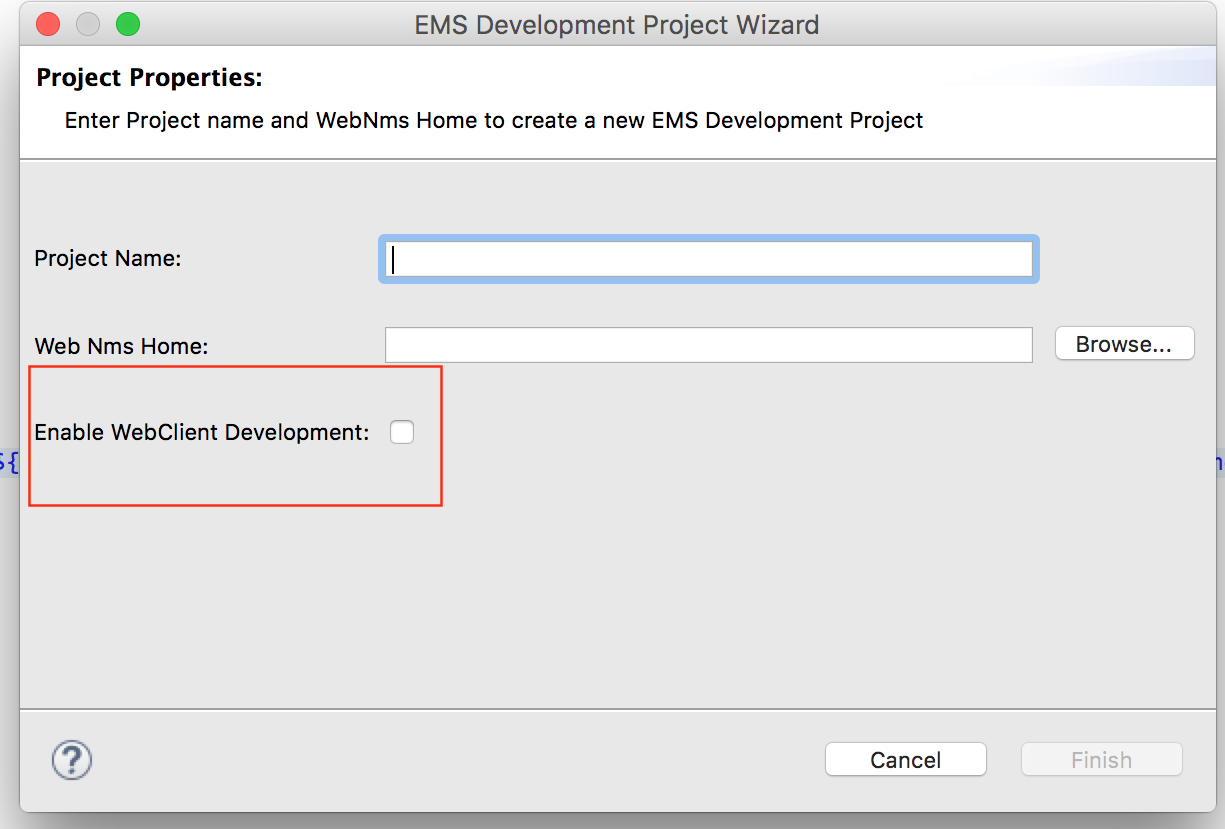 EMS Development Project Wizard
Project Properties:
Enter Project name and WebNms Home to create a new EMS Development Project
Project Name:
Web Nms Home:
Browse...
Enable WebClient Development:
${
?
Cancel
Finish